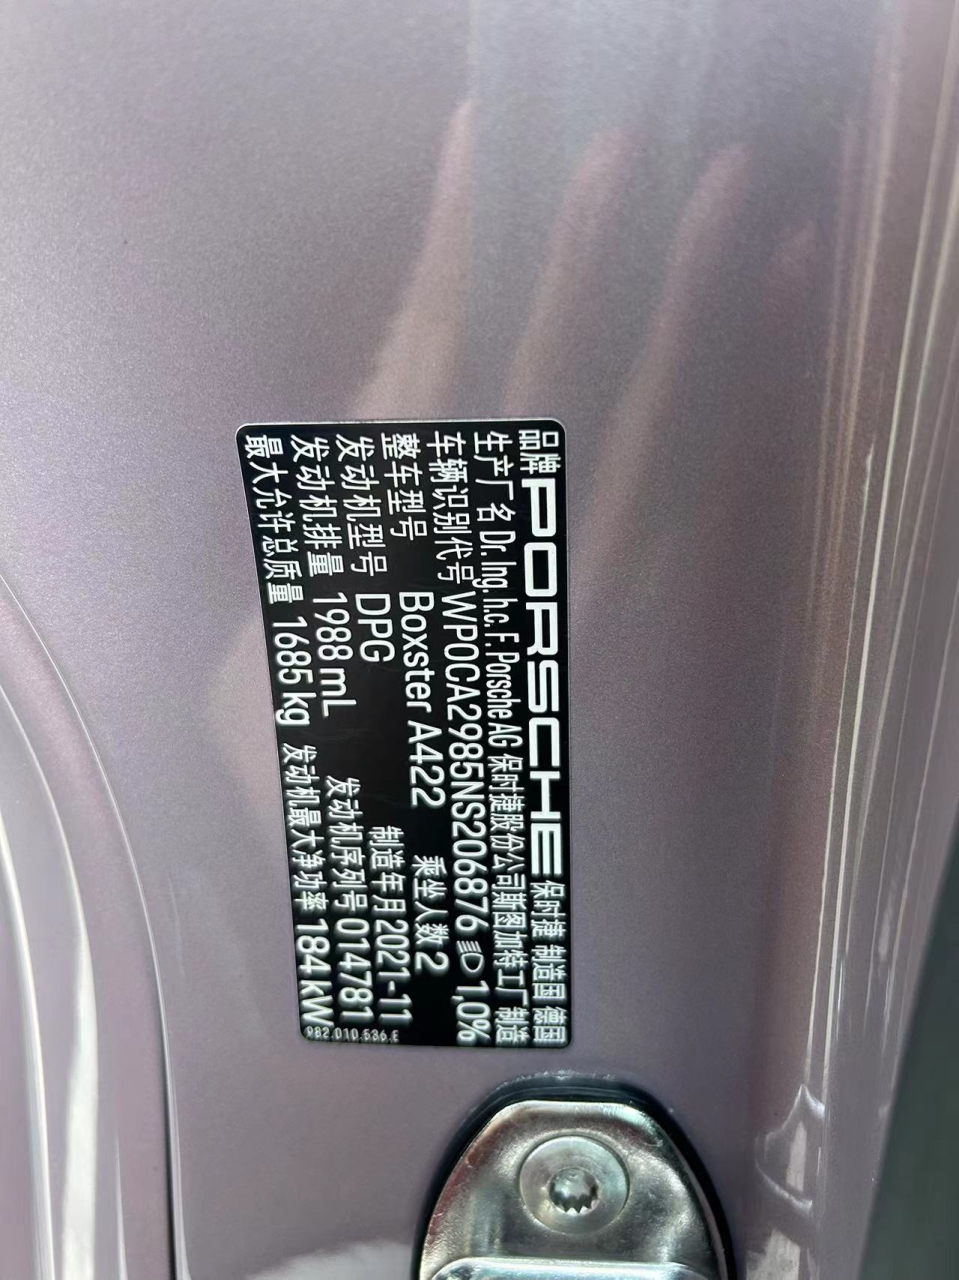 品牌 PORSCHE 保时捷 制造国 德国
生产厂名 Dr. Ing. h.c. F. Porsche AG 保时捷股份公司斯图加特工厂 制造
车辆识别代号 WP0CA2985NS206876 1,0%
整车型号 Boxster A422 乘坐人数 2
发动机型号 DPG 制造年月 2021-11
发动机排量 1988 mL 发动机序列号 014781
最大允许总质量 1685 kg 发动机最大净功率 184 kW
982.010.536.E